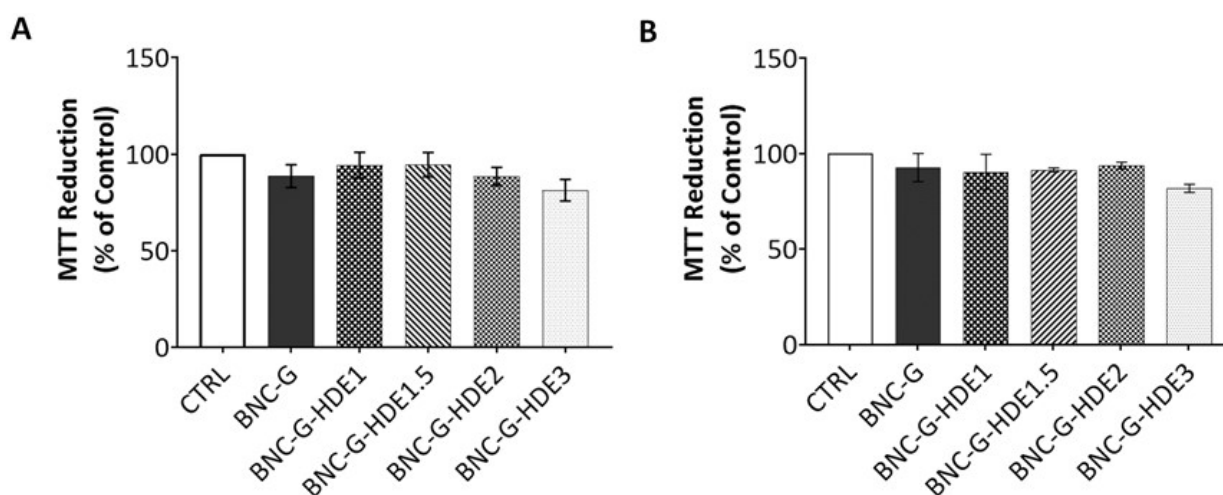 A
MTT Reduction
(% of Control)
150
100
50
0
CTRL
BNC-G
BNC-G-HDE1
BNC-G-HDE1.5
BNC-G-HDE2
BNC-G-HDE3
B
MTT Reduction
(% of Control)
150
100
50
0
CTRL
BNC-G
BNC-G-HDE1
BNC-G-HDE1.5
BNC-G-HDE2
BNC-G-HDE3